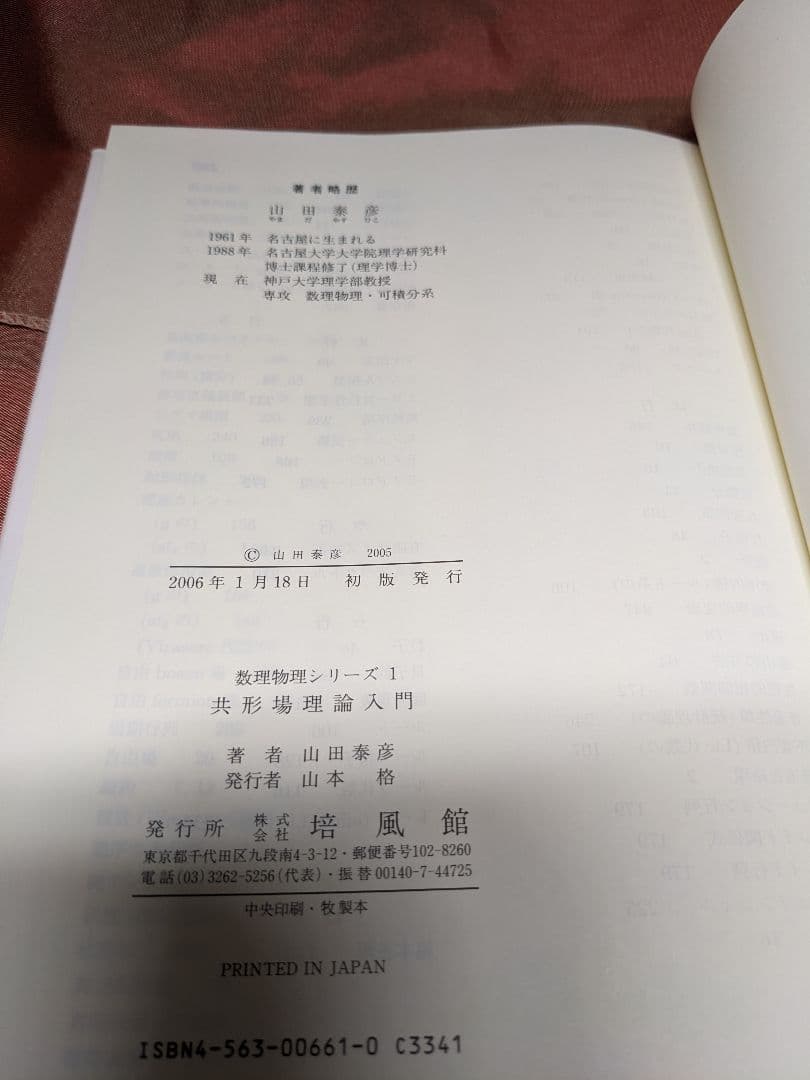 著者略歴
山田泰彦
やまだやすひこ
1961年 名古屋に生まれる
1988年 名古屋大学大学院理学研究科
博士課程修了(理学博士)
現在 神戸大学理学部教授
専攻 数理物理・可積分系
© 山田泰彦 2005
2006年1月18日 初版発行
数理物理シリーズ1
共形場理論入門
著者 山田泰彦
発行者 山本 格
発行所 株式会社 培風館
東京都千代田区九段南4-3-12・郵便番号102-8260
電話(03)3262-5256(代表)・振替00140-7-44725
中央印刷・牧製本
PRINTED IN JAPAN
ISBN4-563-00661-0 C3341